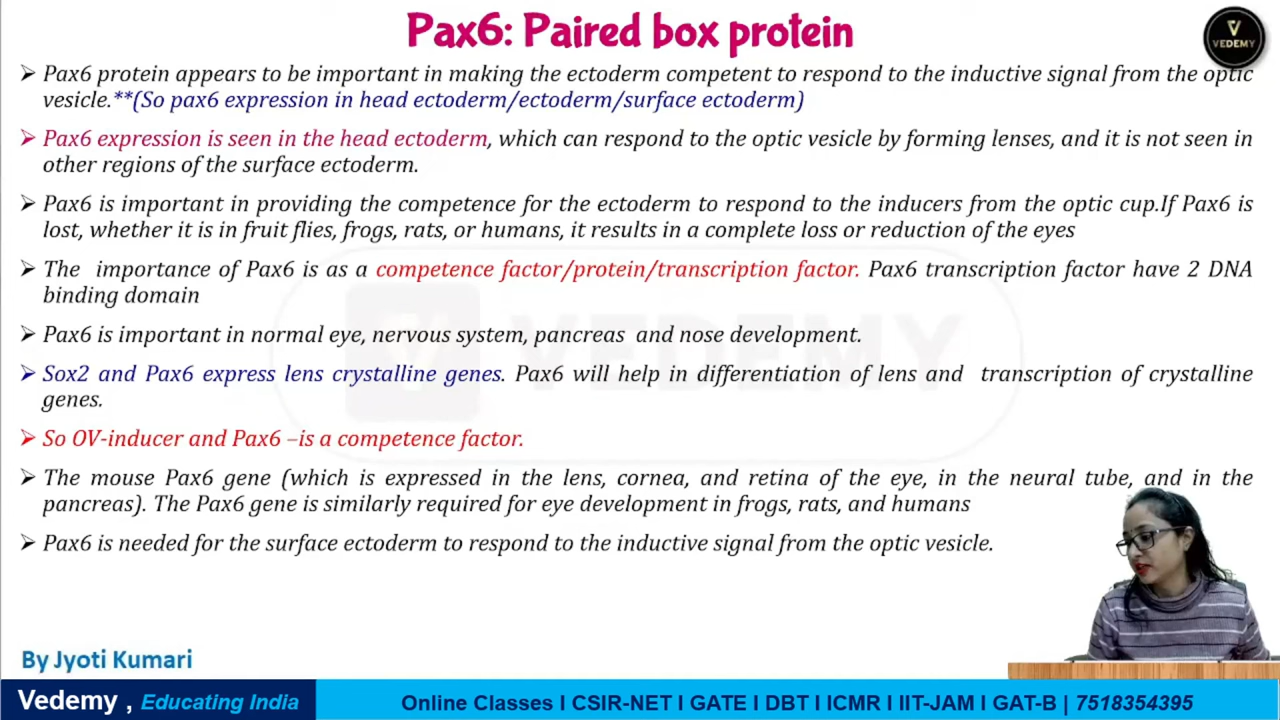 Pax6: Paired box protein
VEDEMY
➢ Pax6 protein appears to be important in making the ectoderm competent to respond to the inductive signal from the optic
vesicle.**(So pax6 expression in head ectoderm/ectoderm/surface ectoderm)
➢ Pax6 expression is seen in the head ectoderm, which can respond to the optic vesicle by forming lenses, and it is not seen in
other regions of the surface ectoderm.
➢ Pax6 is important in providing the competence for the ectoderm to respond to the inducers from the optic cup.If Pax6 is
lost, whether it is in fruit flies, frogs, rats, or humans, it results in a complete loss or reduction of the eyes
➢ The importance of Pax6 is as a competence factor/protein/transcription factor. Pax6 transcription factor have 2 DNA
binding domain
➢ Pax6 is important in normal eye, nervous system, pancreas and nose development.
➢ Sox2 and Pax6 express lens crystalline genes. Pax6 will help in differentiation of lens and transcription of crystalline
genes.
➢ So OV-inducer and Pax6 –is a competence factor.
➢ The mouse Pax6 gene (which is expressed in the lens, cornea, and retina of the eye, in the neural tube, and in the
pancreas). The Pax6 gene is similarly required for eye development in frogs, rats, and humans
➢ Pax6 is needed for the surface ectoderm to respond to the inductive signal from the optic vesicle.
VEDEMY
By Jyoti Kumari
Vedemy , Educating India
Online Classes I CSIR-NET I GATE I DBT I ICMR I IIT-JAM I GAT-B | 7518354395